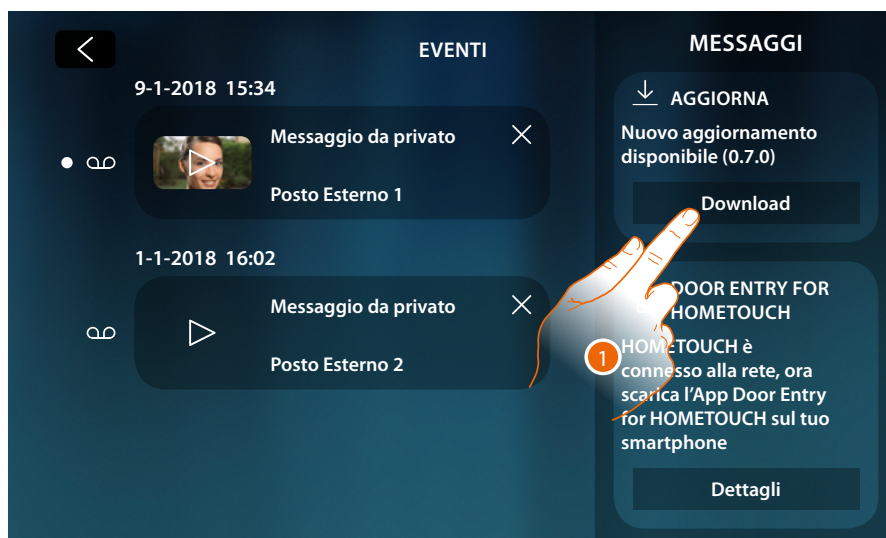 EVENTI
9-1-2018 15:34
Messaggio da privato
Posto Esterno 1
1-1-2018 16:02
Messaggio da privato
Posto Esterno 2
MESSAGGI
AGGIORNA
Nuovo aggiornamento
disponibile (0.7.0)
Download
DOOR ENTRY FOR
HOMETOUCH
HOMETOUCH è
connesso alla rete, ora
scarica l'App Door Entry
for HOMETOUCH sul tuo
smartphone
Dettagli
1